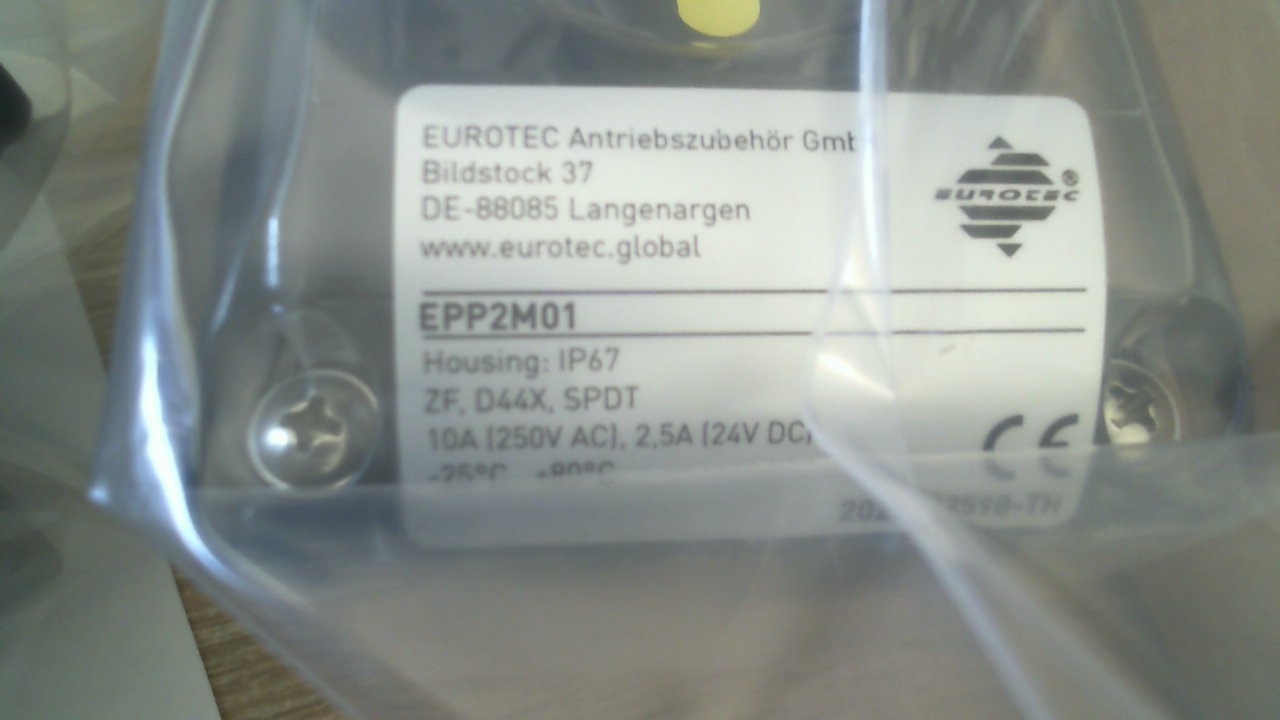 EUROTEC Antriebszubehör
Bildstock 37
DE-88085 Langenargen
www.eurotec.global
EUROTEC®
EPP2M01
Housing: IP67
ZF, D44X, SPDT
10A (250V AC), 2,5A (24V DC)
CE